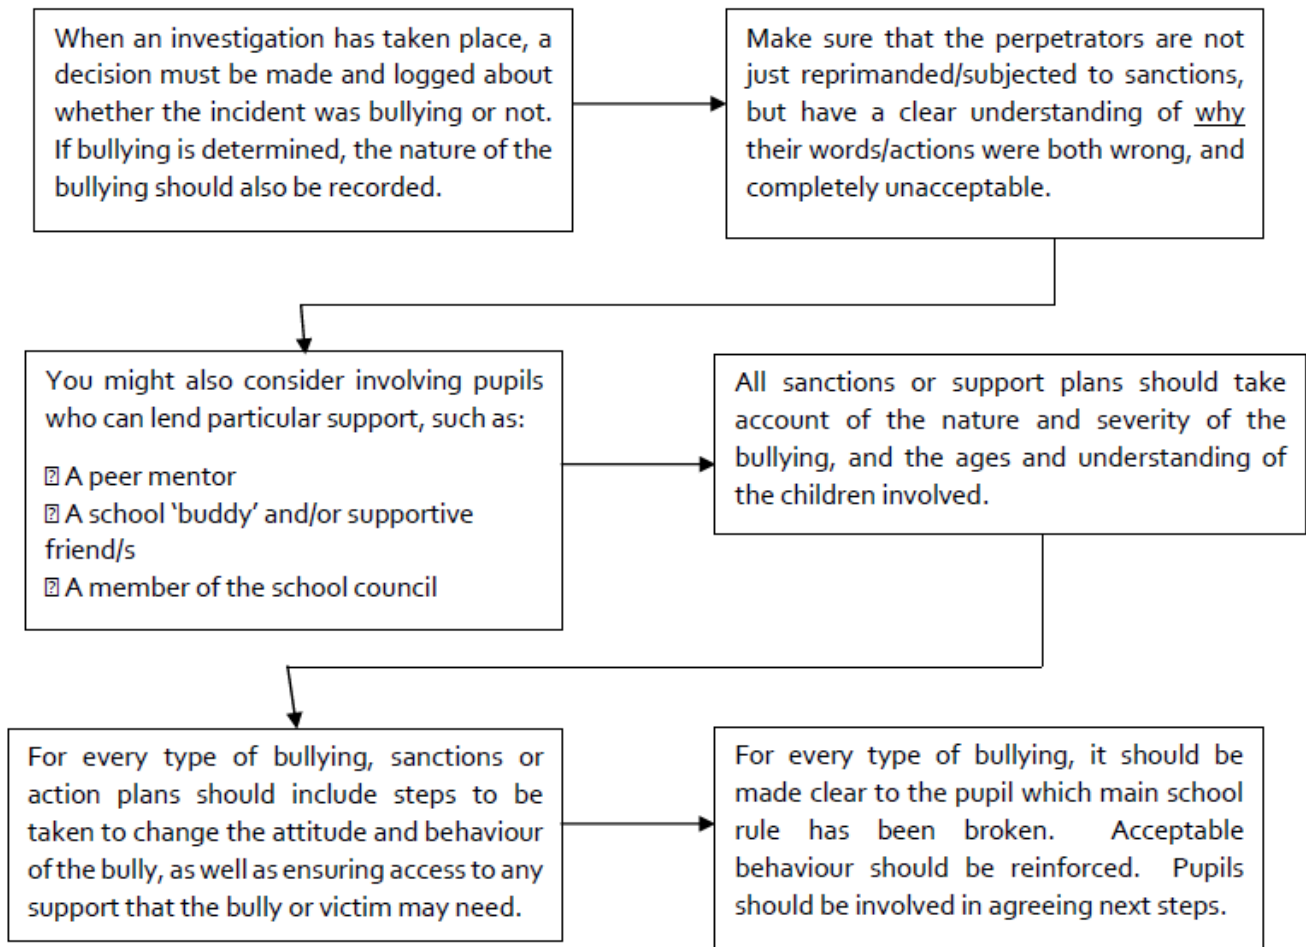 When an investigation has taken place, a
decision must be made and logged about
whether the incident was bullying or not.
If bullying is determined, the nature of the
bullying should also be recorded.
Make sure that the perpetrators are not
just reprimanded/subjected to sanctions,
but have a clear understanding of why
their words/actions were both wrong, and
completely unacceptable.
You might also consider involving pupils
who can lend particular support, such as:
⍰ A peer mentor
⍰ A school ‘buddy’ and/or supportive
friend/s
⍰ A member of the school council
All sanctions or support plans should take
account of the nature and severity of the
bullying, and the ages and understanding of
the children involved.
For every type of bullying, sanctions or
action plans should include steps to be
taken to change the attitude and behaviour
of the bully, as well as ensuring access to any
support that the bully or victim may need.
For every type of bullying, it should be
made clear to the pupil which main school
rule has been broken. Acceptable
behaviour should be reinforced. Pupils
should be involved in agreeing next steps.